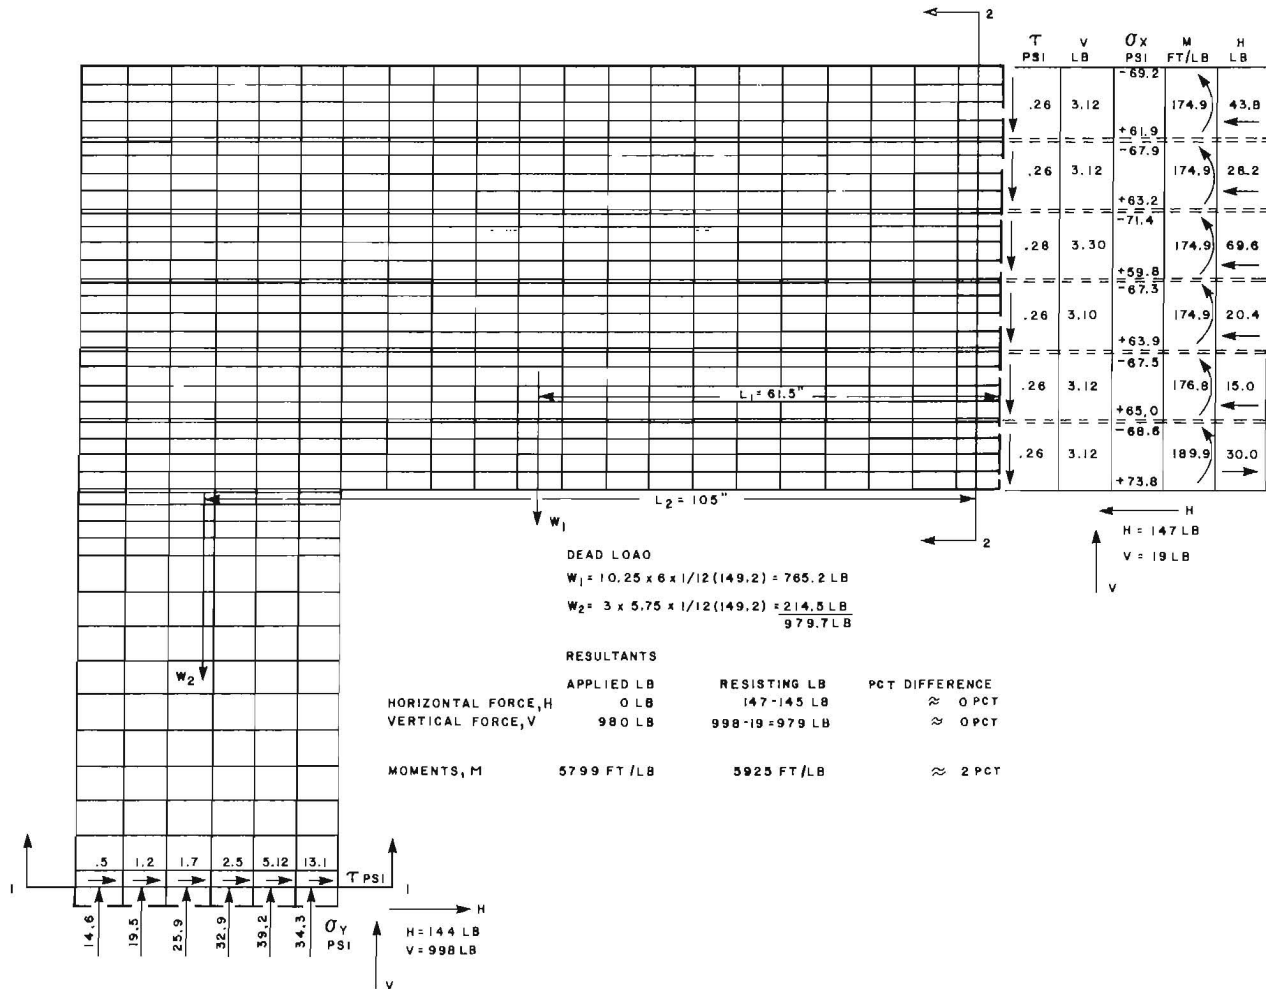 2
τ V σX M H
PSI LB PSI FT/LB LB
-69.2
.26 3.12 174.9 43.8
+61.9
-67.9
.26 3.12 174.9 28.2
+63.2
-71.4
.28 3.30 174.9 69.6
+59.8
-67.3
.26 3.10 174.9 20.4
+63.9
-67.5
L1 = 61.5"
.26 3.12 176.8 15.0
+65.0
-68.6
.26 3.12 189.9 30.0
+73.8
L2 = 105"
W1
2
H
H = 147 LB
V = 19 LB
V
DEAD LOAD
W1 = 10.25 x 6 x 1/12 (149.2) = 765.2 LB
W2 = 3 x 5.75 x 1/12 (149.2) = 214.5 LB
979.7 LB
W2
RESULTANTS
APPLIED LB RESISTING LB PCT DIFFERENCE
HORIZONTAL FORCE, H 0 LB 147-145 LB ≈ 0 PCT
VERTICAL FORCE, V 980 LB 998-19=979 LB ≈ 0 PCT
MOMENTS, M 5799 FT/LB 5925 FT/LB ≈ 2 PCT
.5 1.2 1.7 2.5 5.12 13.1
τ PSI
1 1
14.6 19.5 25.9 32.9 39.2 34.3
σY
PSI
H
H = 144 LB
V = 998 LB
V